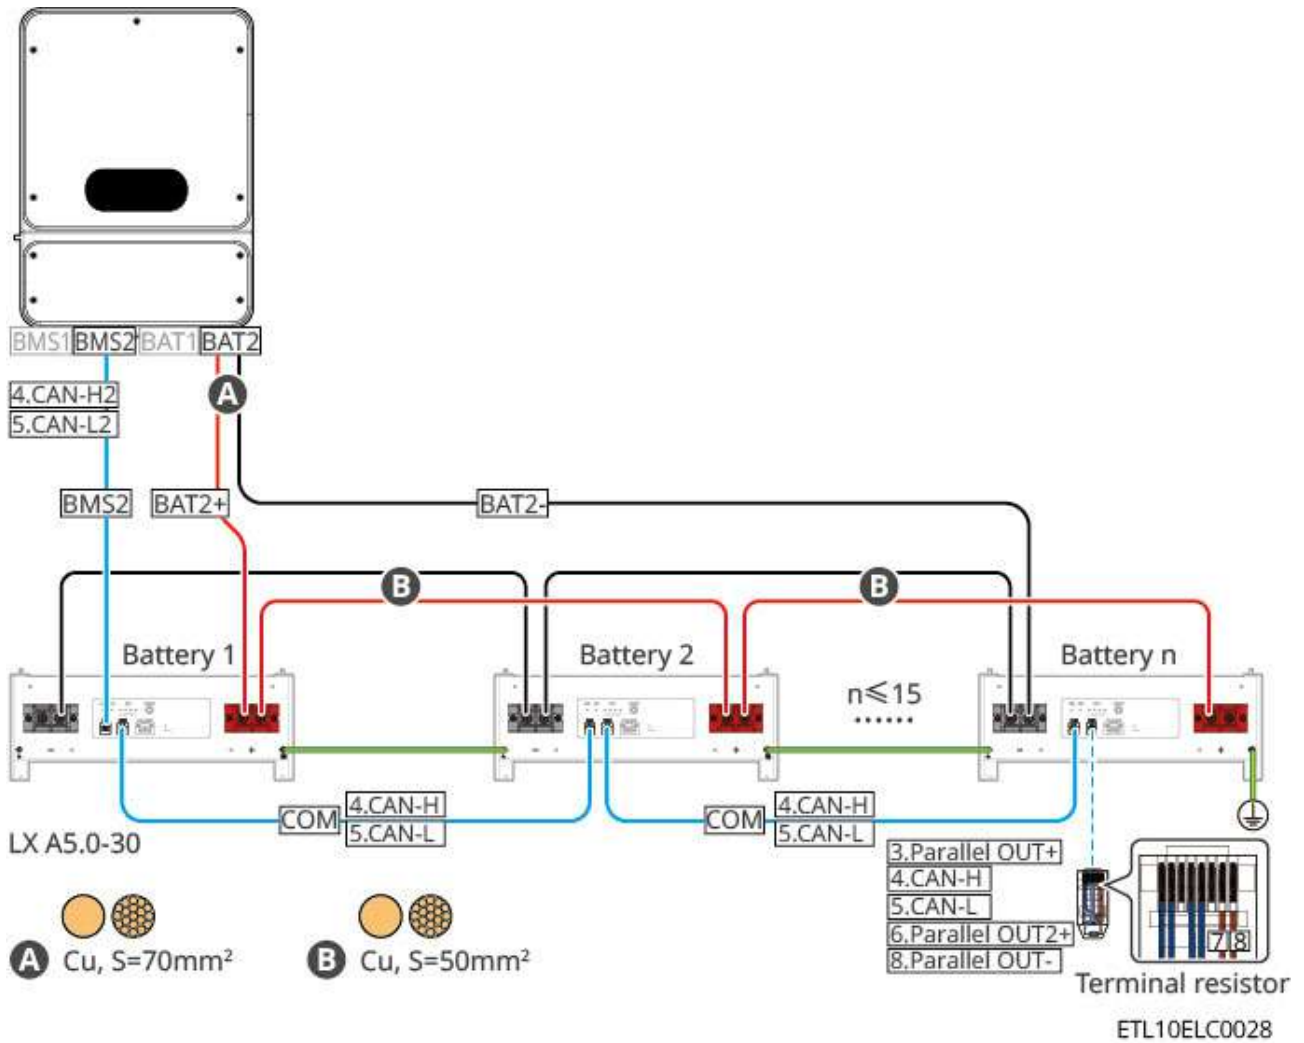 BMS1 BMS2 BAT1 BAT2
4.CAN-H2
5.CAN-L2
A
BMS2 BAT2+ BAT2-
B B
Battery 1 Battery 2 Battery n
n≤15
......
COM 4.CAN-H
5.CAN-L
COM 4.CAN-H
5.CAN-L
LX A5.0-30
3.Parallel OUT+
4.CAN-H
5.CAN-L
6.Parallel OUT2+
8.Parallel OUT-
7 8
Terminal resistor
A Cu, S=70mm²
B Cu, S=50mm²
ETL10ELC0028